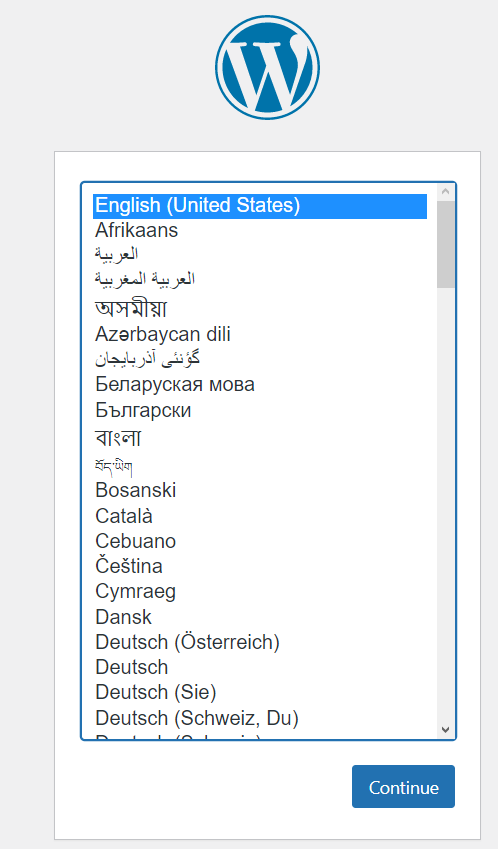 W
English (United States)
Afrikaans
العربية
العربية المغربية
অসমীয়া
Azərbaycan dili
گؤنئی آذربایجان
Беларуская мова
Български
বাংলা
བོད་ཡིག
Bosanski
Català
Cebuano
Čeština
Cymraeg
Dansk
Deutsch (Österreich)
Deutsch
Deutsch (Sie)
Deutsch (Schweiz, Du)
Continue